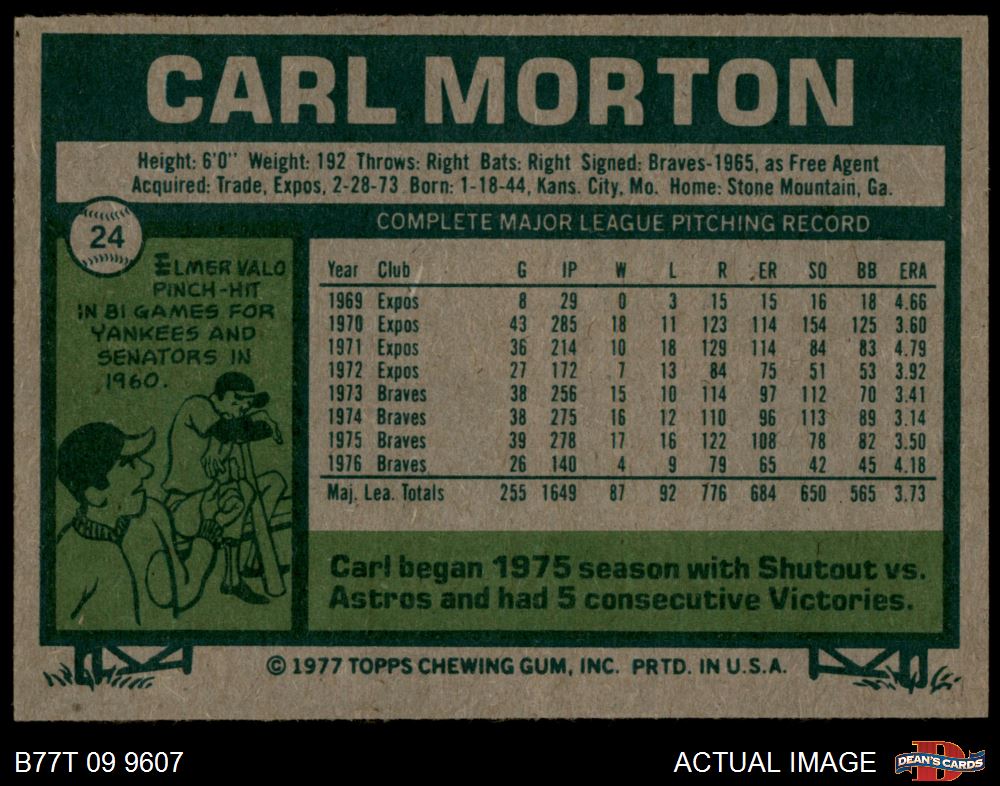 CARL MORTON
Height: 6'0" Weight: 192 Throws: Right Bats: Right Signed: Braves-1965, as Free Agent
Acquired: Trade, Expos, 2-28-73 Born: 1-18-44, Kans. City, Mo. Home: Stone Mountain, Ga.
24
ELMER VALO
PINCH-HIT
IN 81 GAMES FOR
YANKEES AND
SENATORS IN
1960.
COMPLETE MAJOR LEAGUE PITCHING RECORD
Year Club G IP W L R ER SO BB ERA
1969 Expos 8 29 0 3 15 15 16 18 4.66
1970 Expos 43 285 18 11 123 114 154 125 3.60
1971 Expos 36 214 10 18 129 114 84 83 4.79
1972 Expos 27 172 7 13 84 75 51 53 3.92
1973 Braves 38 256 15 10 114 97 112 70 3.41
1974 Braves 38 275 16 12 110 96 113 89 3.14
1975 Braves 39 278 17 16 122 108 78 82 3.50
1976 Braves 26 140 4 9 79 65 42 45 4.18
Maj. Lea. Totals 255 1649 87 92 776 684 650 565 3.73
Carl began 1975 season with Shutout vs.
Astros and had 5 consecutive Victories.
© 1977 TOPPS CHEWING GUM, INC. PRTD. IN U.S.A.
B77T 09 9607
ACTUAL IMAGE
D
DEAN'S CARDS